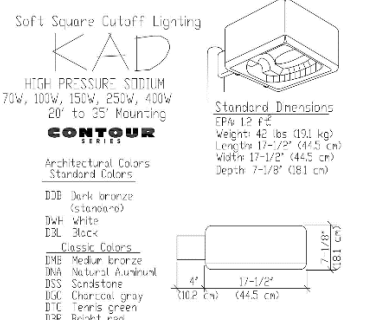 Soft Square Cutoff Lighting
KAD
HIGH PRESSURE SODIUM
70W, 100W, 150W, 250W, 400W
20' to 35' Mounting
CONTOUR
SERIES
Architectural Colors
Standard Colors
DDB Dark bronze
(standard)
DWH White
DBL Black
Classic Colors
DMB Medium bronze
DNA Natural Aluminum
DSS Sandstone
DGC Charcoal gray
DTG Tennis green
DBR Bright red
Standard Dimensions
EPA: 1.2 ft²
Weight: 42 lbs (19.1 kg)
Length: 17-1/2" (44.5 cm)
Width: 17-1/2" (44.5 cm)
Depth: 7-1/8" (18.1 cm)
7-1/8"
(18.1 cm)
4" 17-1/2"
(10.2 cm) (44.5 cm)